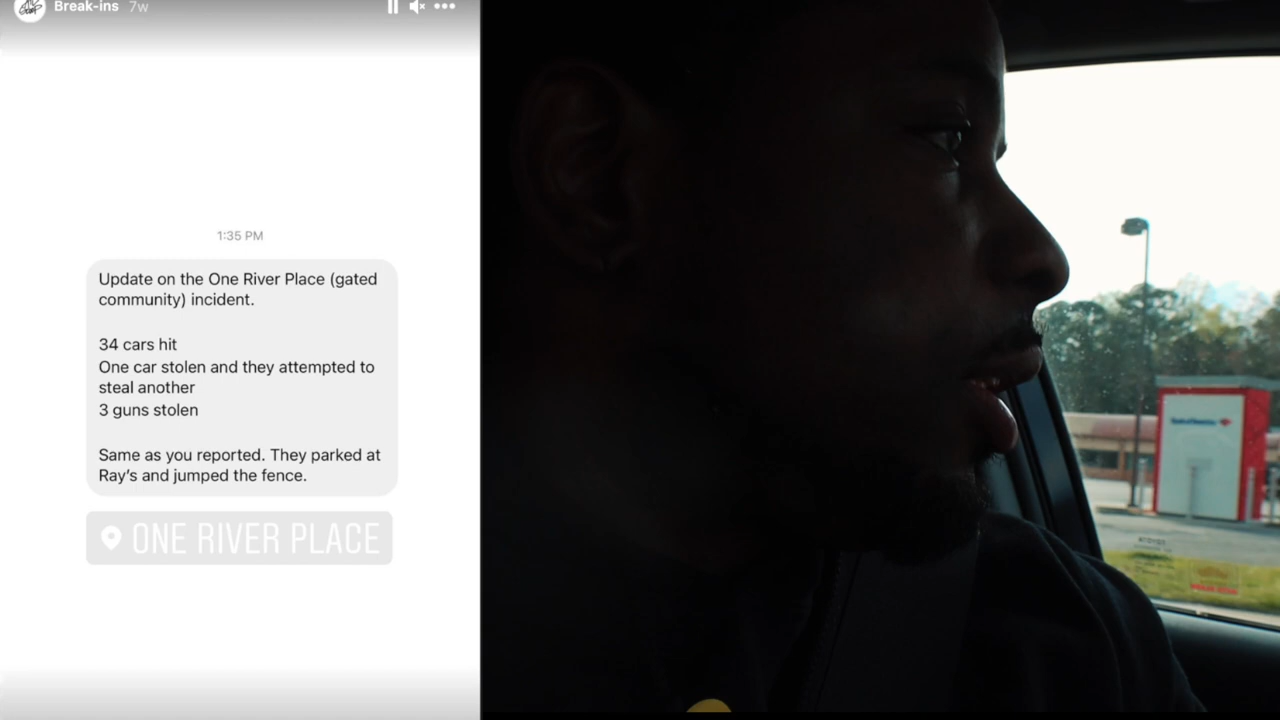 Break-ins 7w
1:35 PM
Update on the One River Place (gated
community) incident.
34 cars hit
One car stolen and they attempted to
steal another
3 guns stolen
Same as you reported. They parked at
Ray's and jumped the fence.
ONE RIVER PLACE